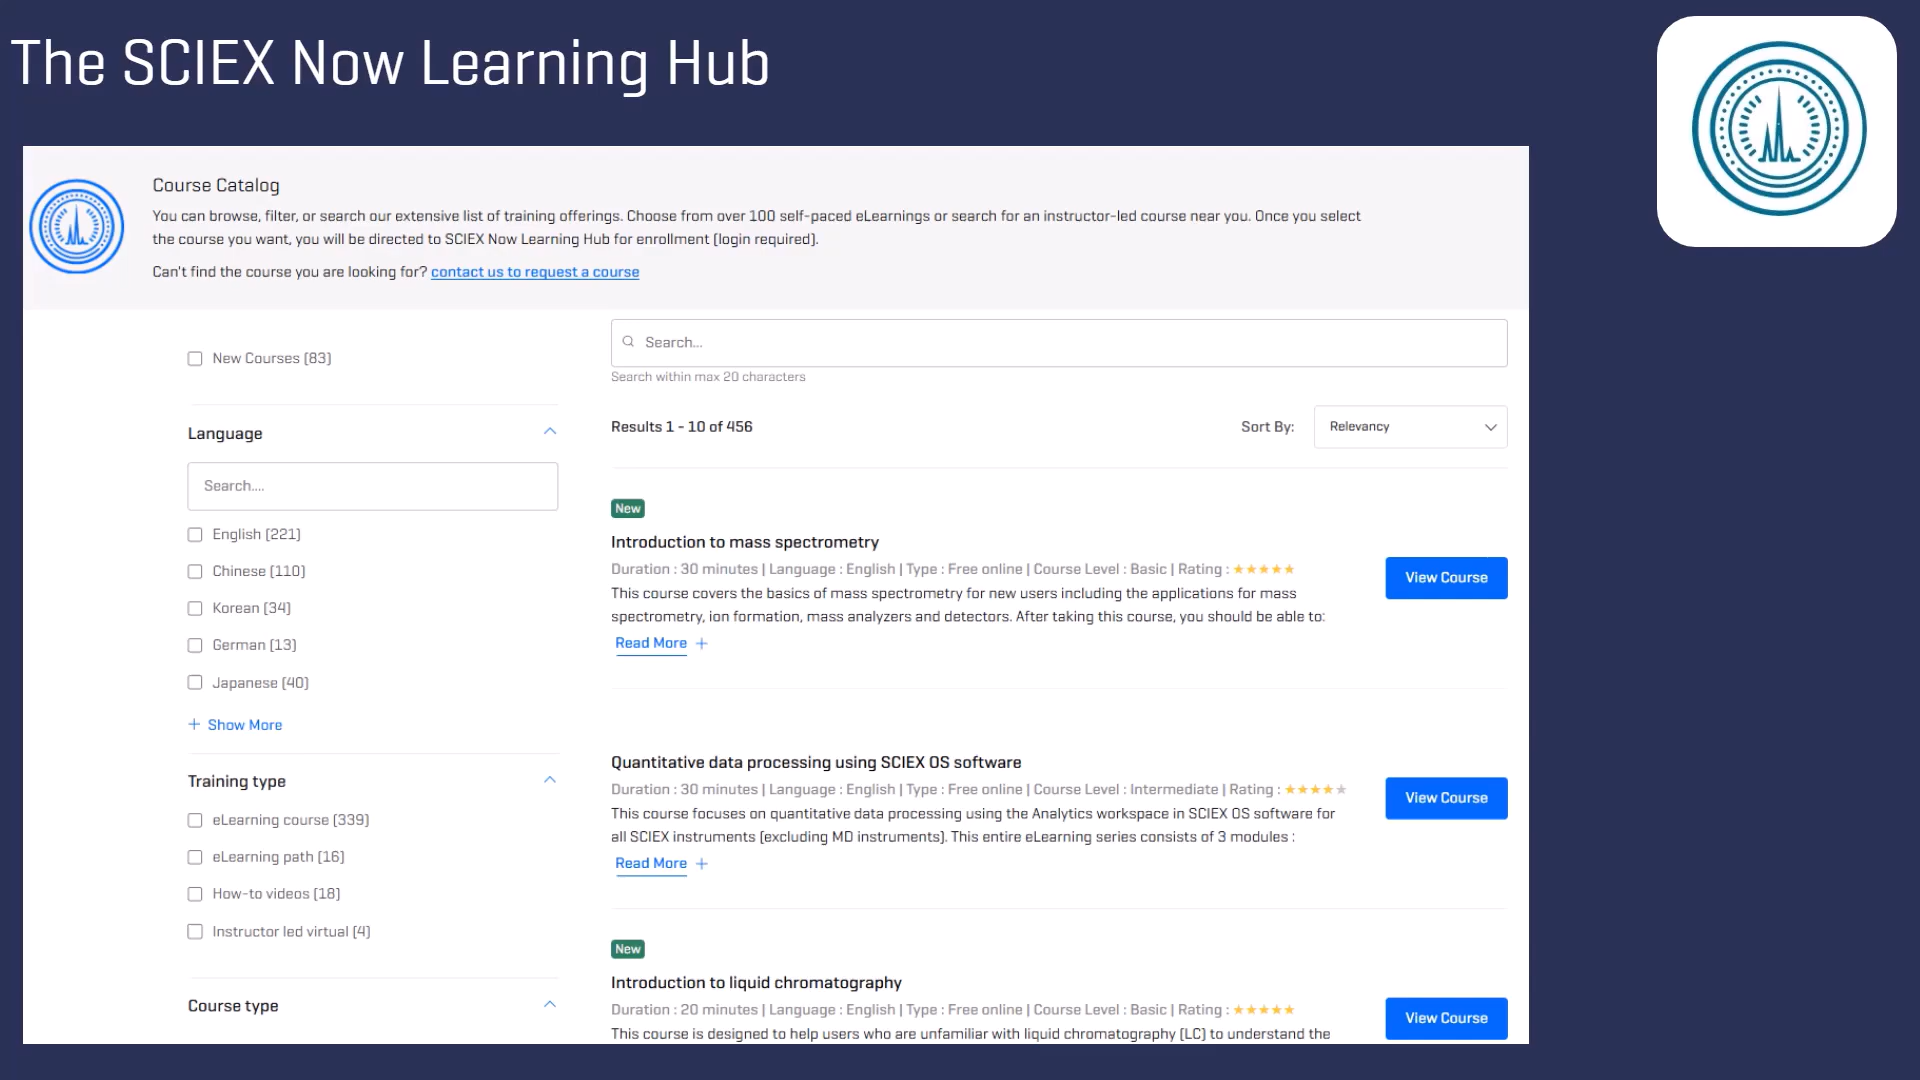 The SCIEX Now Learning Hub
Course Catalog
You can browse, filter, or search our extensive list of training offerings. Choose from over 100 self-paced eLearnings or search for an instructor-led course near you. Once you select
the course you want, you will be directed to SCIEX Now Learning Hub for enrollment (login required).
Can't find the course you are looking for? contact us to request a course
New Courses (83)
Language
Search....
English (221)
Chinese (110)
Korean (34)
German (13)
Japanese (40)
+ Show More
Training type
eLearning course (339)
eLearning path (16)
How-to videos (18)
Instructor led virtual (4)
Course type
Search...
Search within max 20 characters
Results 1 - 10 of 456
Sort By: Relevancy
New
Introduction to mass spectrometry
Duration : 30 minutes | Language : English | Type : Free online | Course Level : Basic | Rating : ★★★★★
This course covers the basics of mass spectrometry for new users including the applications for mass
spectrometry, ion formation, mass analyzers and detectors. After taking this course, you should be able to:
Read More +
View Course
Quantitative data processing using SCIEX OS software
Duration : 30 minutes | Language : English | Type : Free online | Course Level : Intermediate | Rating : ★★★★★
This course focuses on quantitative data processing using the Analytics workspace in SCIEX OS software for
all SCIEX instruments (excluding MD instruments). This entire eLearning series consists of 3 modules :
Read More +
View Course
New
Introduction to liquid chromatography
Duration : 20 minutes | Language : English | Type : Free online | Course Level : Basic | Rating : ★★★★★
This course is designed to help users who are unfamiliar with liquid chromatography (LC) to understand the
View Course